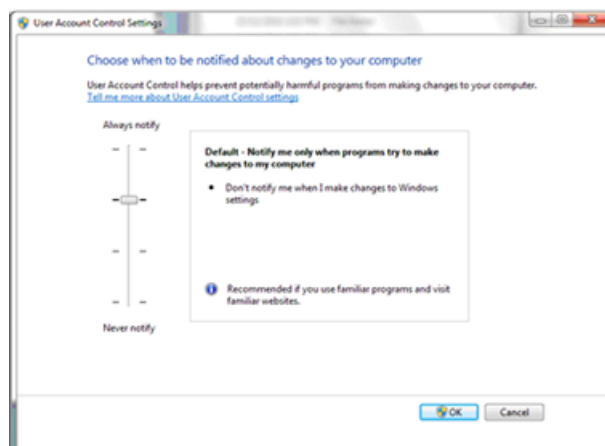 User Account Control Settings
Choose when to be notified about changes to your computer
User Account Control helps prevent potentially harmful programs from making changes to your computer.
Tell me more about User Account Control settings
Always notify
Default - Notify me only when programs try to make
changes to my computer
• Don't notify me when I make changes to Windows
settings
Recommended if you use familiar programs and visit
familiar websites.
Never notify
OK
Cancel